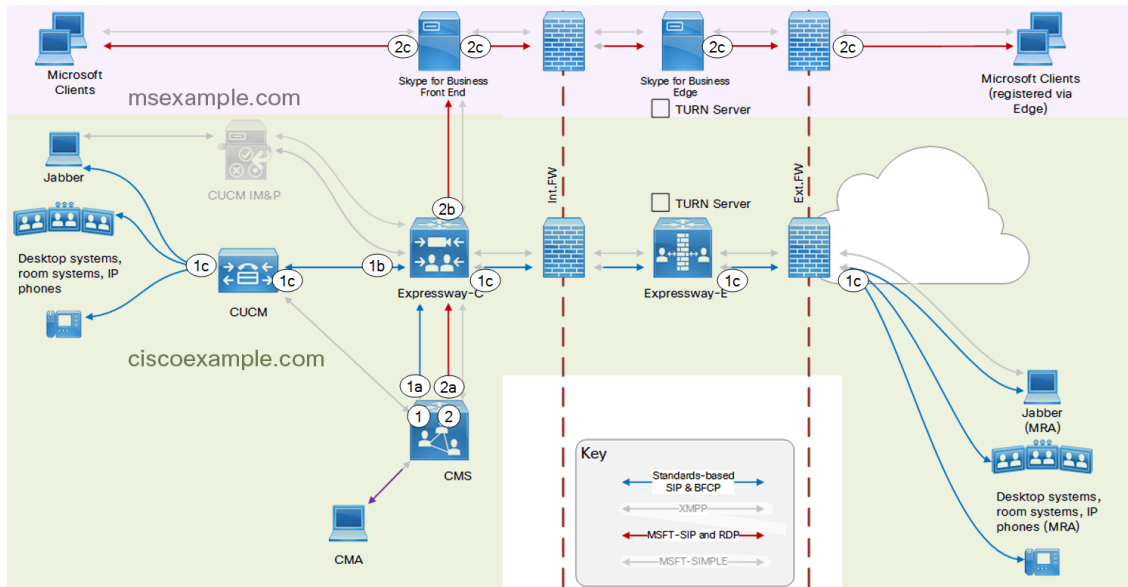 2c
2c
2c
2c
Microsoft
Clients
Skype for Business
Front End
Skype for Business
Edge
Microsoft Clients
(registered via
Edge)
msexample.com
TURN Server
Jabber
CUCM IM&P
Int.FW
Ext.FW
TURN Server
2b
Desktop systems,
room systems, IP
phones
1c
1c
1b
1c
1c
1c
Expressway-C
Expressway-E
CUCM
ciscoexample.com
1a
2a
1
2
Jabber
(MRA)
Key
Standards-based
SIP & BFCP
XMPP
MSFT-SIP and RDP
MSFT-SIMPLE
CMS
CMA
Desktop systems,
room systems, IP
phones (MRA)